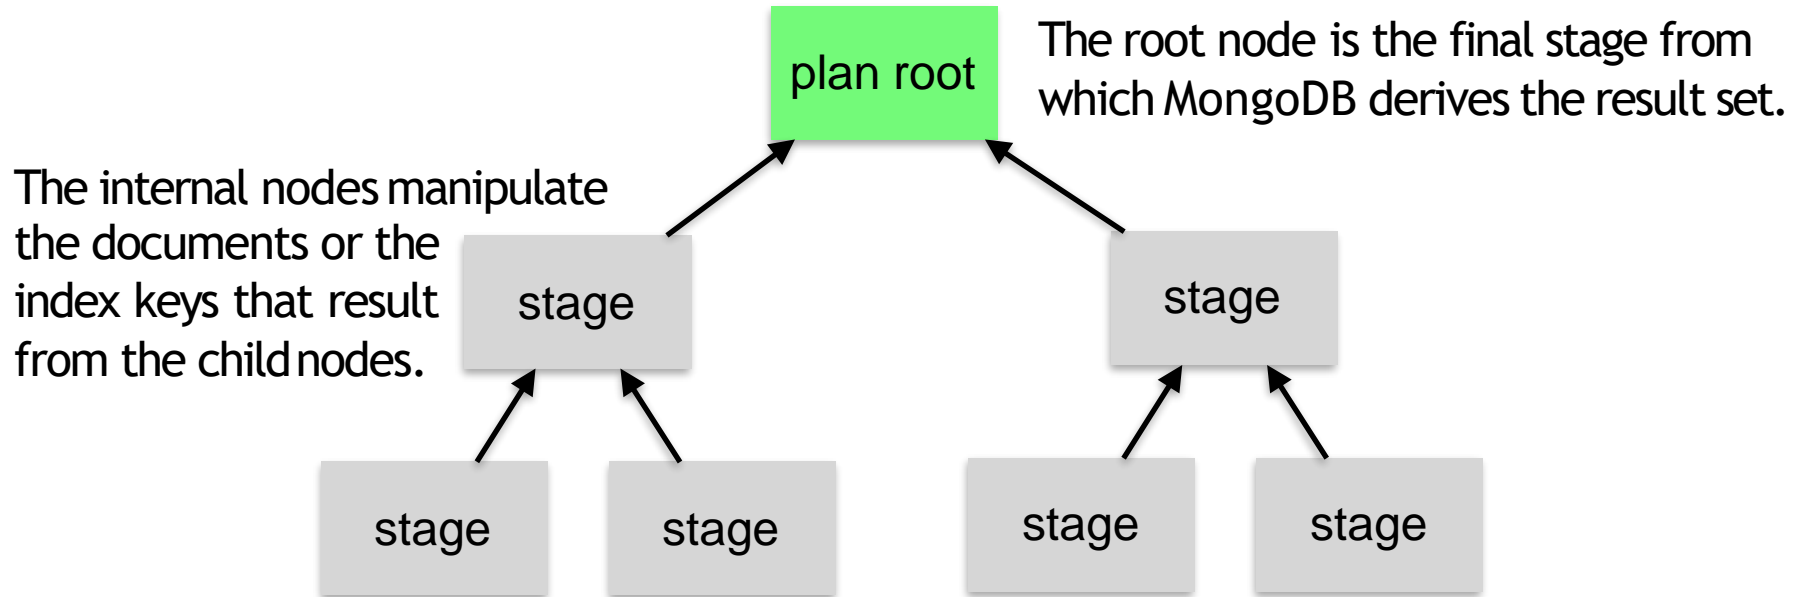 plan root
The root node is the final stage from
which MongoDB derives the result set.
The internal nodes manipulate
the documents or the
index keys that result
from the child nodes.
stage
stage
stage
stage
stage
stage